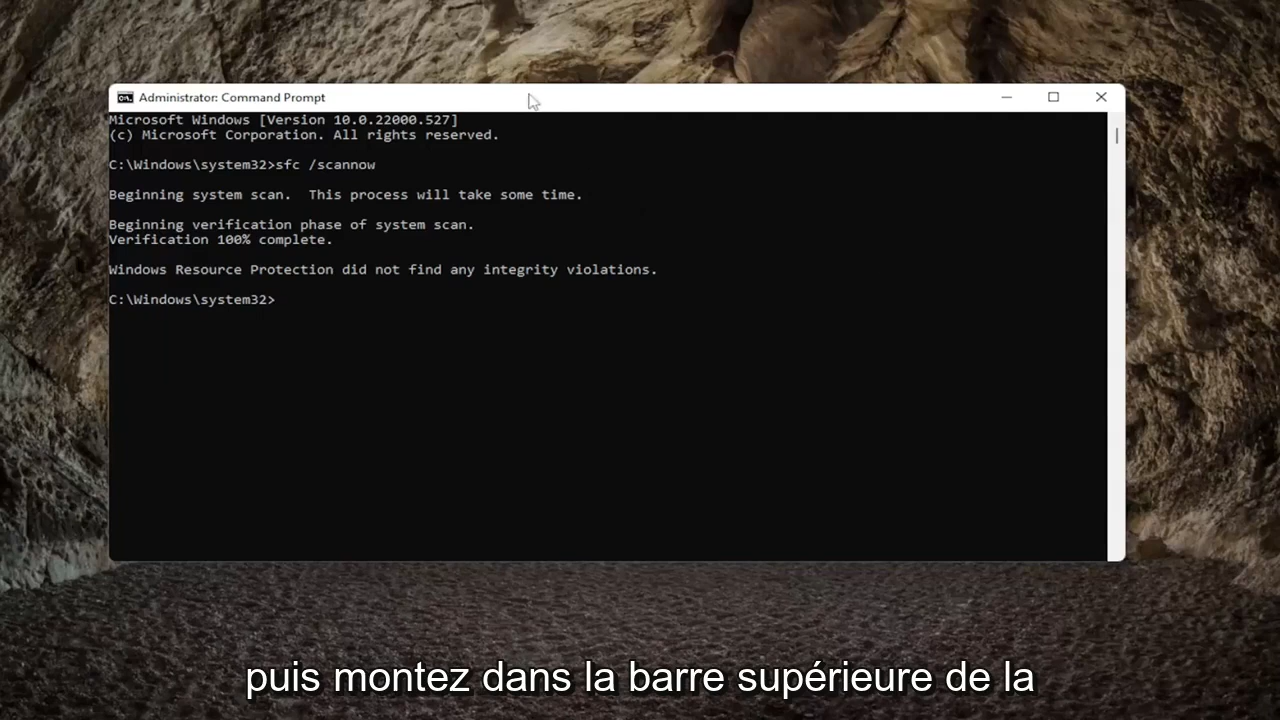 Administrator: Command Prompt
Microsoft Windows [Version 10.0.22000.527]
(c) Microsoft Corporation. All rights reserved.
C:\Windows\system32>sfc /scannow
Beginning system scan.  This process will take some time.
Beginning verification phase of system scan.
Verification 100% complete.
Windows Resource Protection did not find any integrity violations.
C:\Windows\system32>
puis montez dans la barre supérieure de la